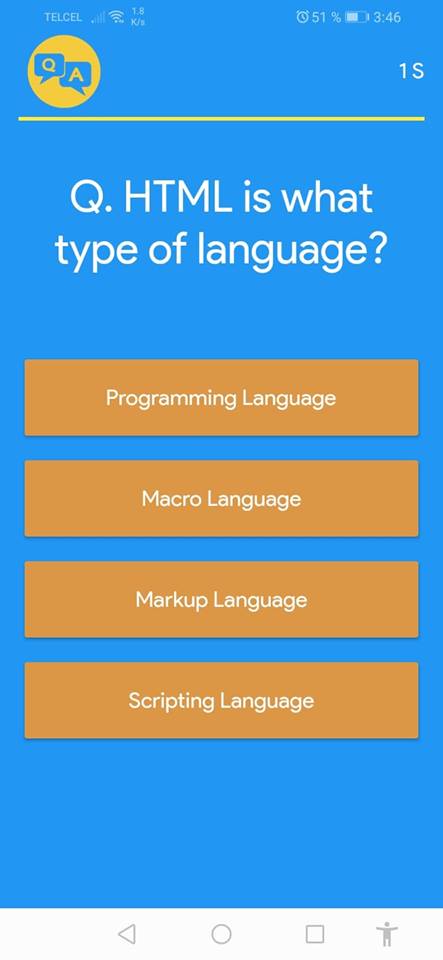 TELCEL 1.8 K/s 51 % 3:46
Q A
1 S
Q. HTML is what
type of language?
Programming Language
Macro Language
Markup Language
Scripting Language